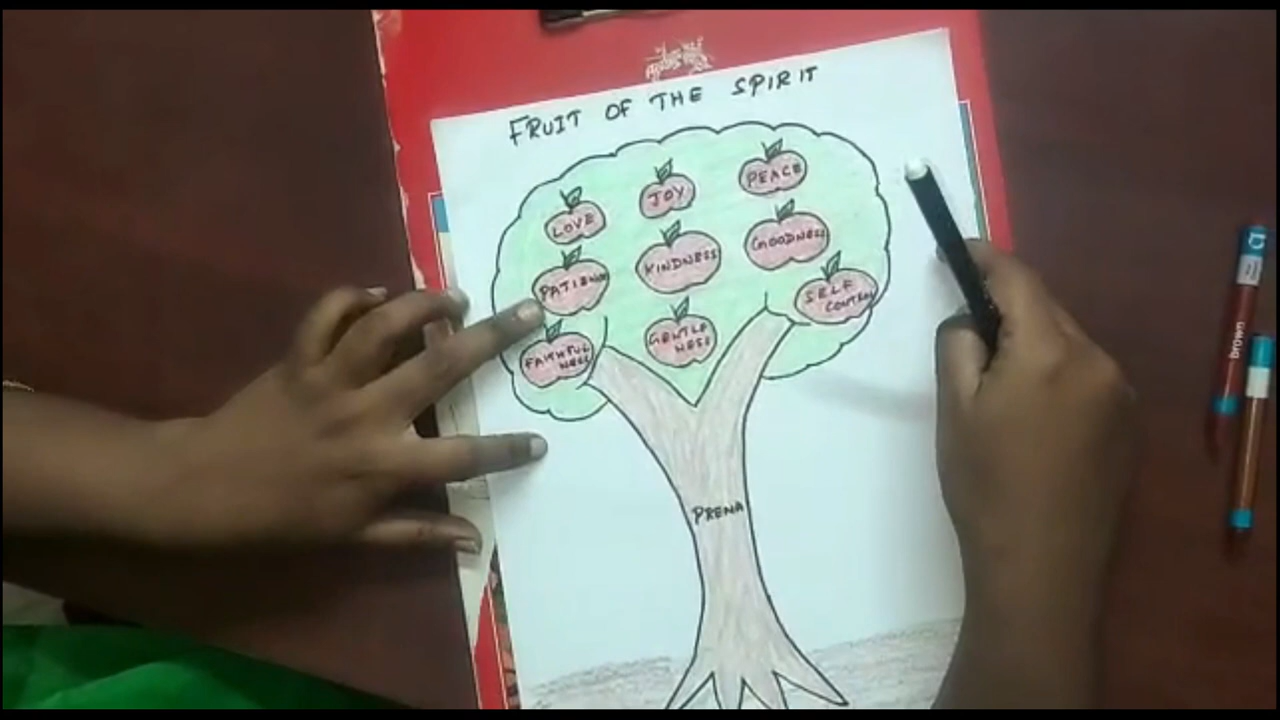 FRUIT OF THE SPIRIT
LOVE
JOY
PEACE
PATIENCE
KINDNESS
GOODNESS
FAITHFUL
NESS
GENTLE
NESS
SELF
CONTROL
PRENA
brown